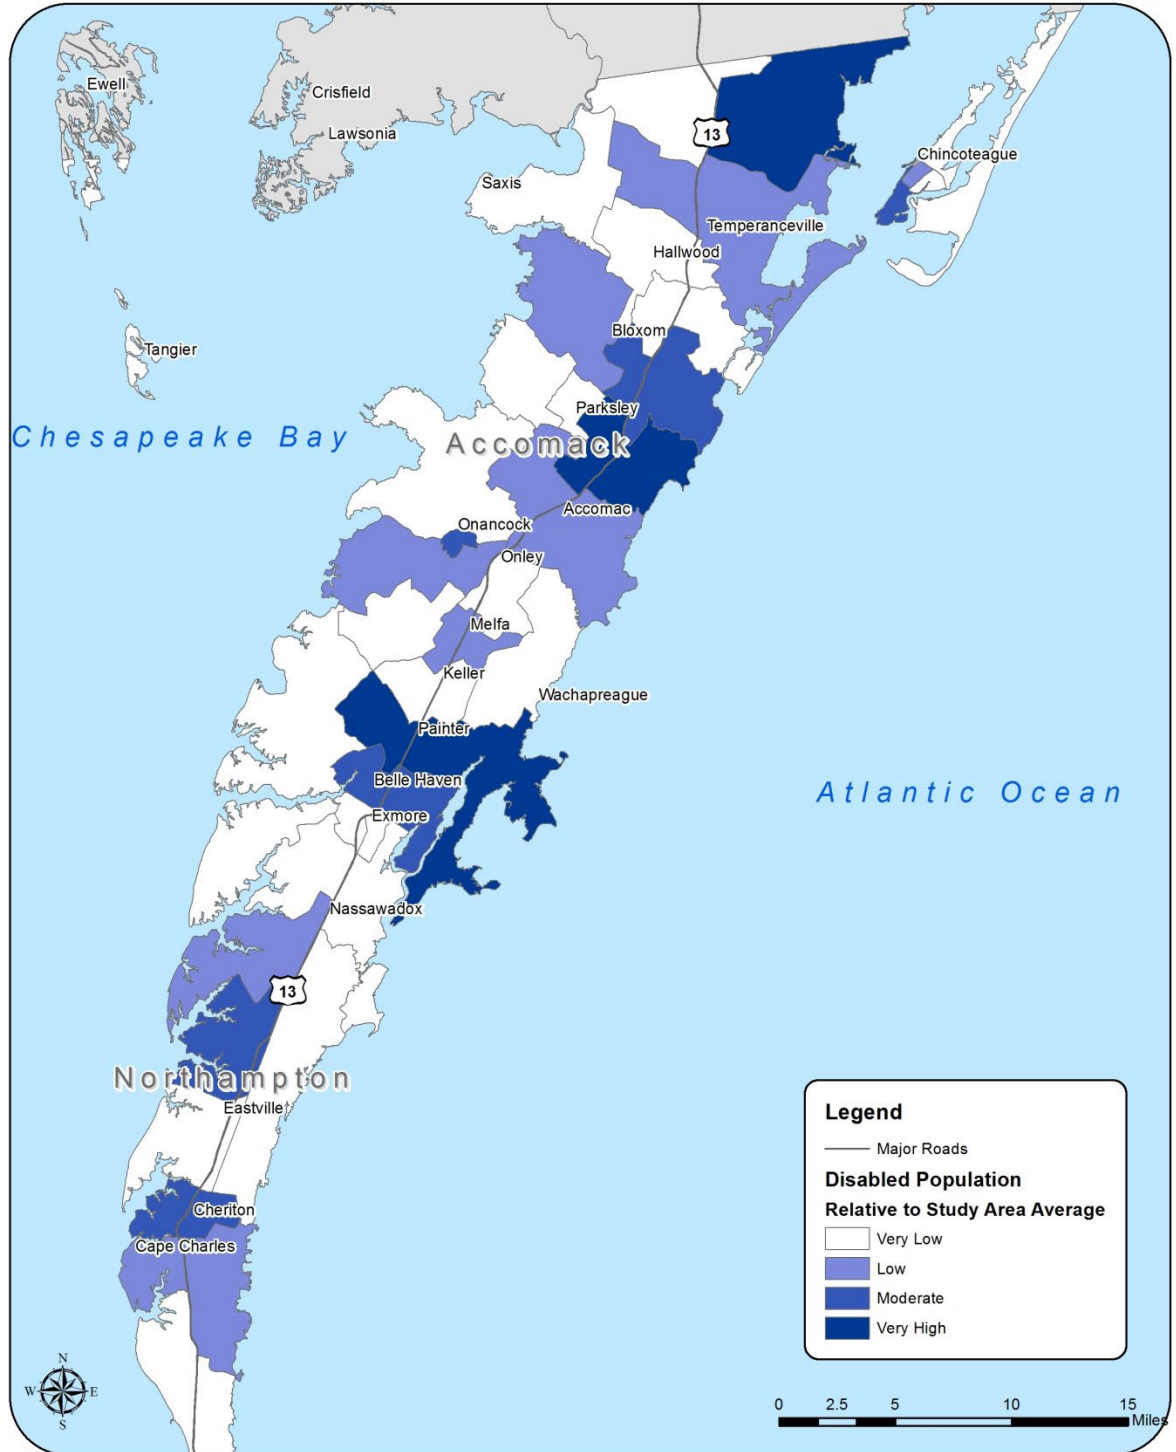 Ewell
Crisfield
Lawsonia
13
Chincoteague
Saxis
Temperanceville
Hallwood
Bloxom
Tangier
Parksley
Chesapeake Bay
Accomack
Accomac
Onancock
Onley
Melfa
Keller
Wachapreague
Painter
Belle Haven
Atlantic Ocean
Exmore
Nassawadox
13
Northampton
Eastville
Cheriton
Cape Charles
Legend
Major Roads
Disabled Population
Relative to Study Area Average
Very Low
Low
Moderate
Very High
N
W E
S
0 2.5 5 10 15
Miles